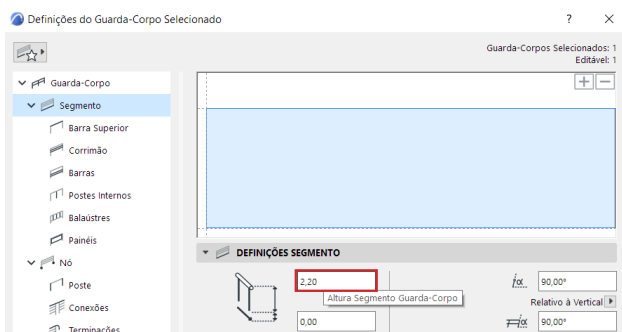 Definições do Guarda-Corpo Selecionado
Guarda-Corpos Selecionados: 1
Editável: 1
Guarda-Corpo
Segmento
Barra Superior
Corrimão
Barras
Postes Internos
Balaústres
Painéis
Nó
Poste
Conexões
Terminações
DEFINIÇÕES SEGMENTO
2,20
Altura Segmento Guarda-Corpo
0,00
α 90,00°
Relativo à Vertical
α 90,00°